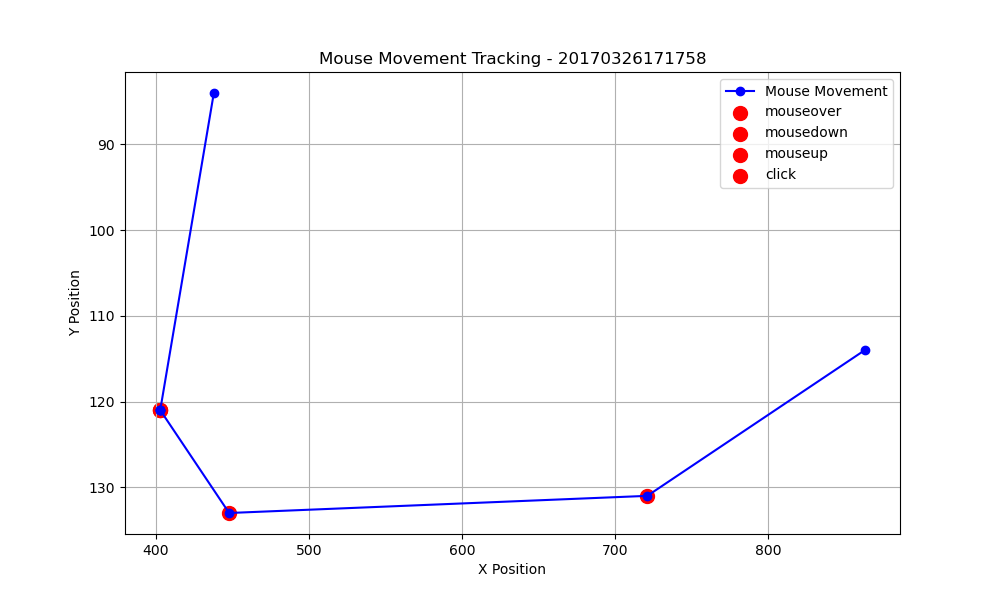 Mouse Movement Tracking - 20170326171758
Mouse Movement
mouseover
mousedown
mouseup
click
Y Position
90
100
110
120
130
400 500 600 700 800
X Position